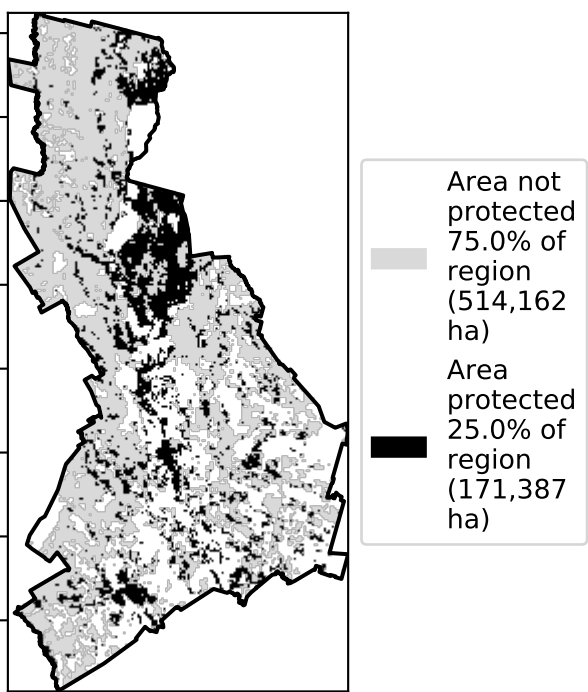 Area not
protected
75.0% of
region
(514,162
ha)
Area
protected
25.0% of
region
(171,387
ha)